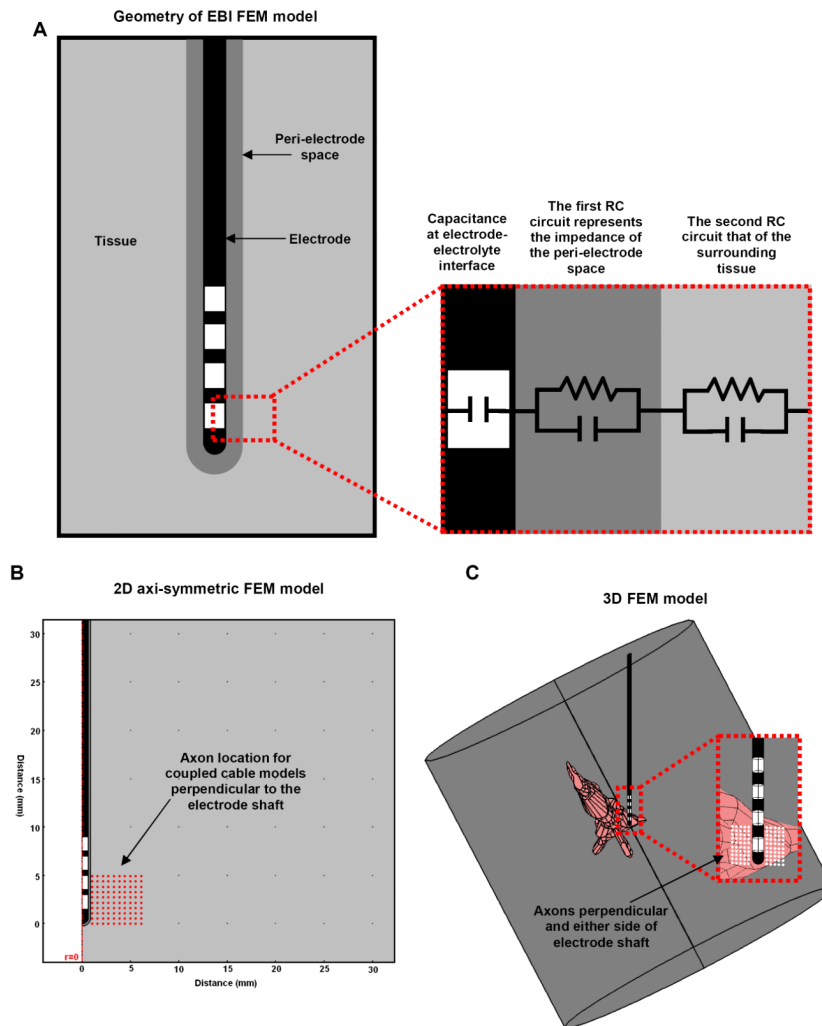 Geometry of EBI FEM model
A
Peri-electrode
space
Tissue
Electrode
Capacitance
at electrode-
electrolyte
interface
The first RC
circuit represents
the impedance of
the peri-electrode
space
The second RC
circuit that of the
surrounding
tissue
B
2D axi-symmetric FEM model
30
25
20
15
10
5
0
Distance (mm)
Axon location for
coupled cable models
perpendicular to the
electrode shaft
r=0
0
5
10
15
20
25
30
Distance (mm)
C
3D FEM model
Axons perpendicular
and either side of
electrode shaft